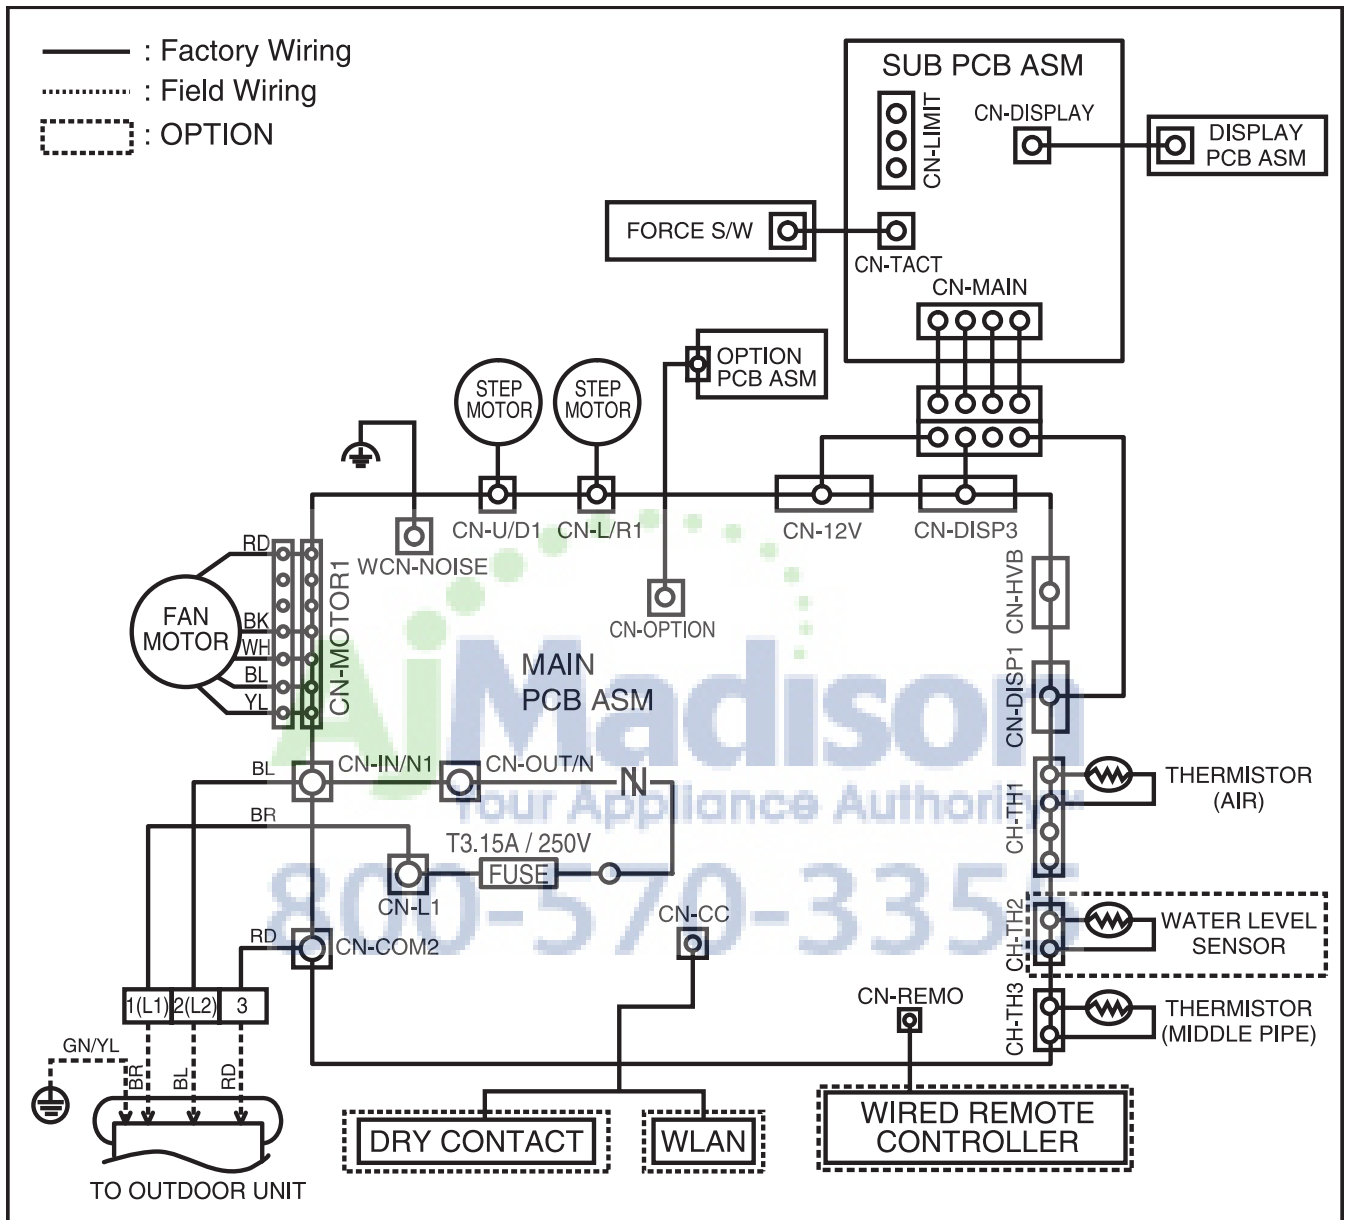 : Factory Wiring
: Field Wiring
: OPTION
SUB PCB ASM
CN-LIMIT
CN-DISPLAY
DISPLAY
PCB ASM
FORCE S/W
CN-TACT
CN-MAIN
OPTION
PCB ASM
STEP
MOTOR
STEP
MOTOR
CN-U/D1
CN-L/R1
CN-12V
CN-DISP3
WCN-NOISE
RD
BK
WH
BL
YL
FAN
MOTOR
CN-MOTOR1
CN-OPTION
CN-HVB
CN-DISP1
MAIN
PCB ASM
AjMadison
Your Appliance Authority™
800-570-3355
BL
CN-IN/N1
CN-OUT/N
BR
T3.15A / 250V
FUSE
CN-L1
CH-TH1
THERMISTOR
(AIR)
CN-CC
CH-TH2
WATER LEVEL
SENSOR
RD
CN-COM2
CN-REMO
CH-TH3
THERMISTOR
(MIDDLE PIPE)
1(L1)
2(L2)
3
GN/YL
BR
BL
RD
DRY CONTACT
WLAN
WIRED REMOTE
CONTROLLER
TO OUTDOOR UNIT